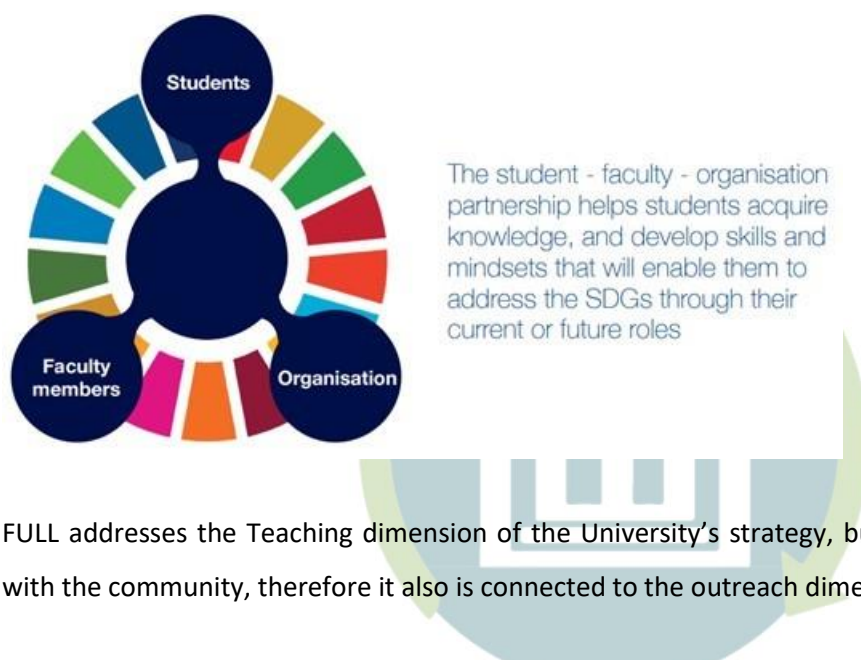 Students
The student - faculty - organisation
partnership helps students acquire
knowledge, and develop skills and
mindsets that will enable them to
address the SDGs through their
current or future roles
Faculty
members
Organisation
FULL addresses the Teaching dimension of the University’s strategy,
with the community, therefore it also is connected to the outreach